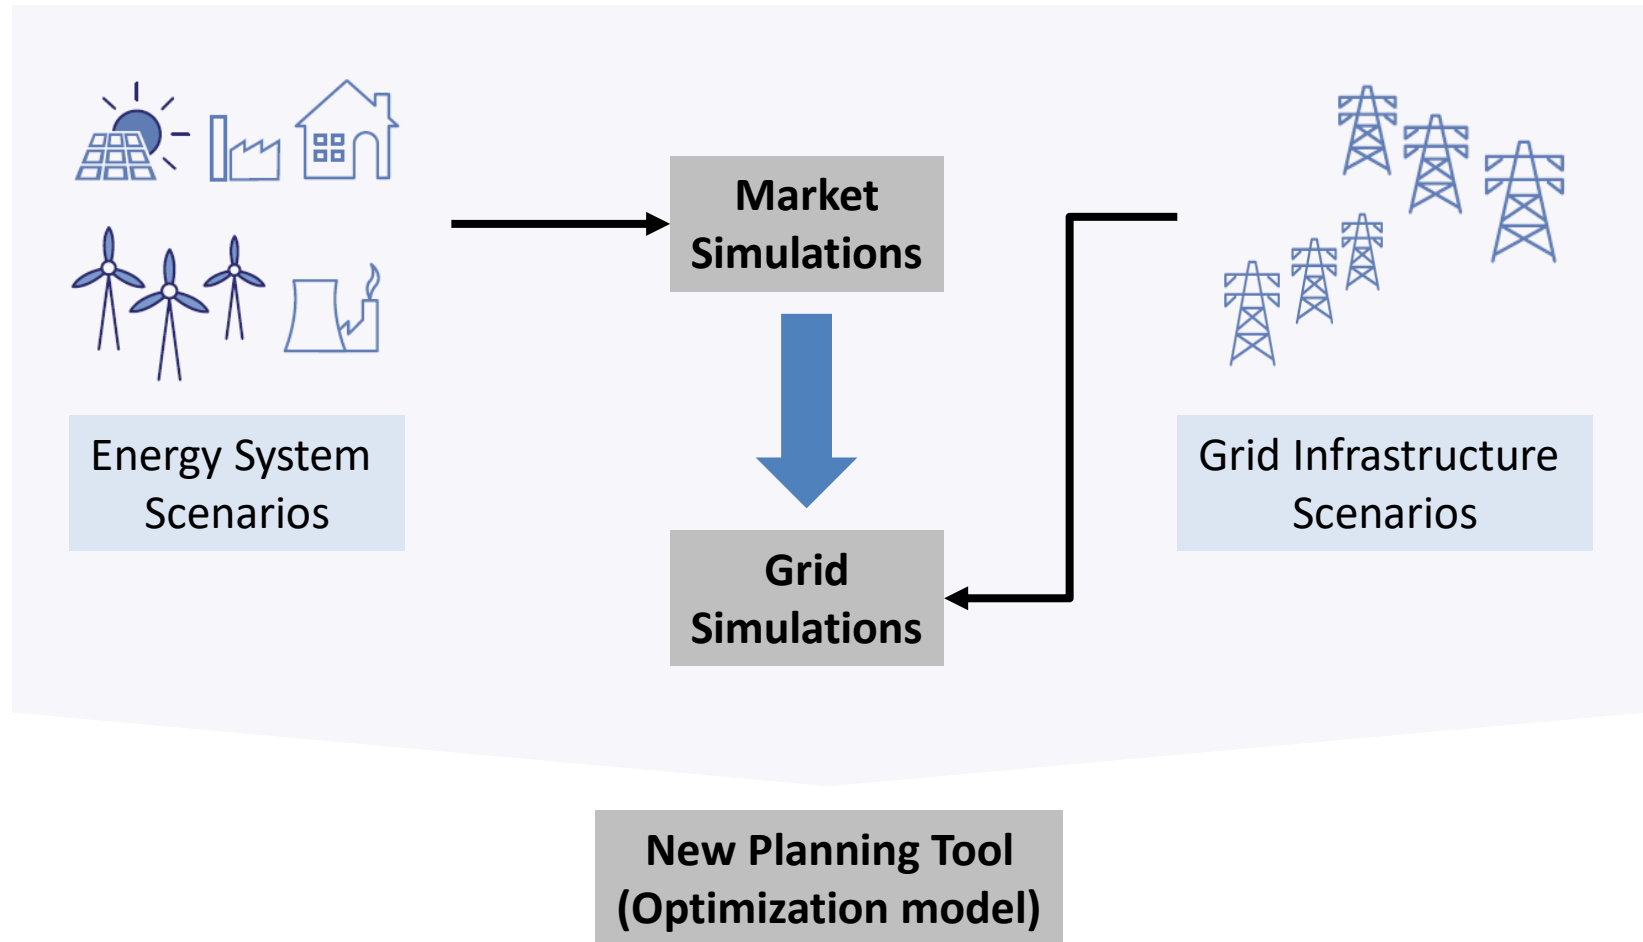 Market
Simulations
Energy System
Scenarios
Grid Infrastructure
Scenarios
Grid
Simulations
New Planning Tool
(Optimization model)